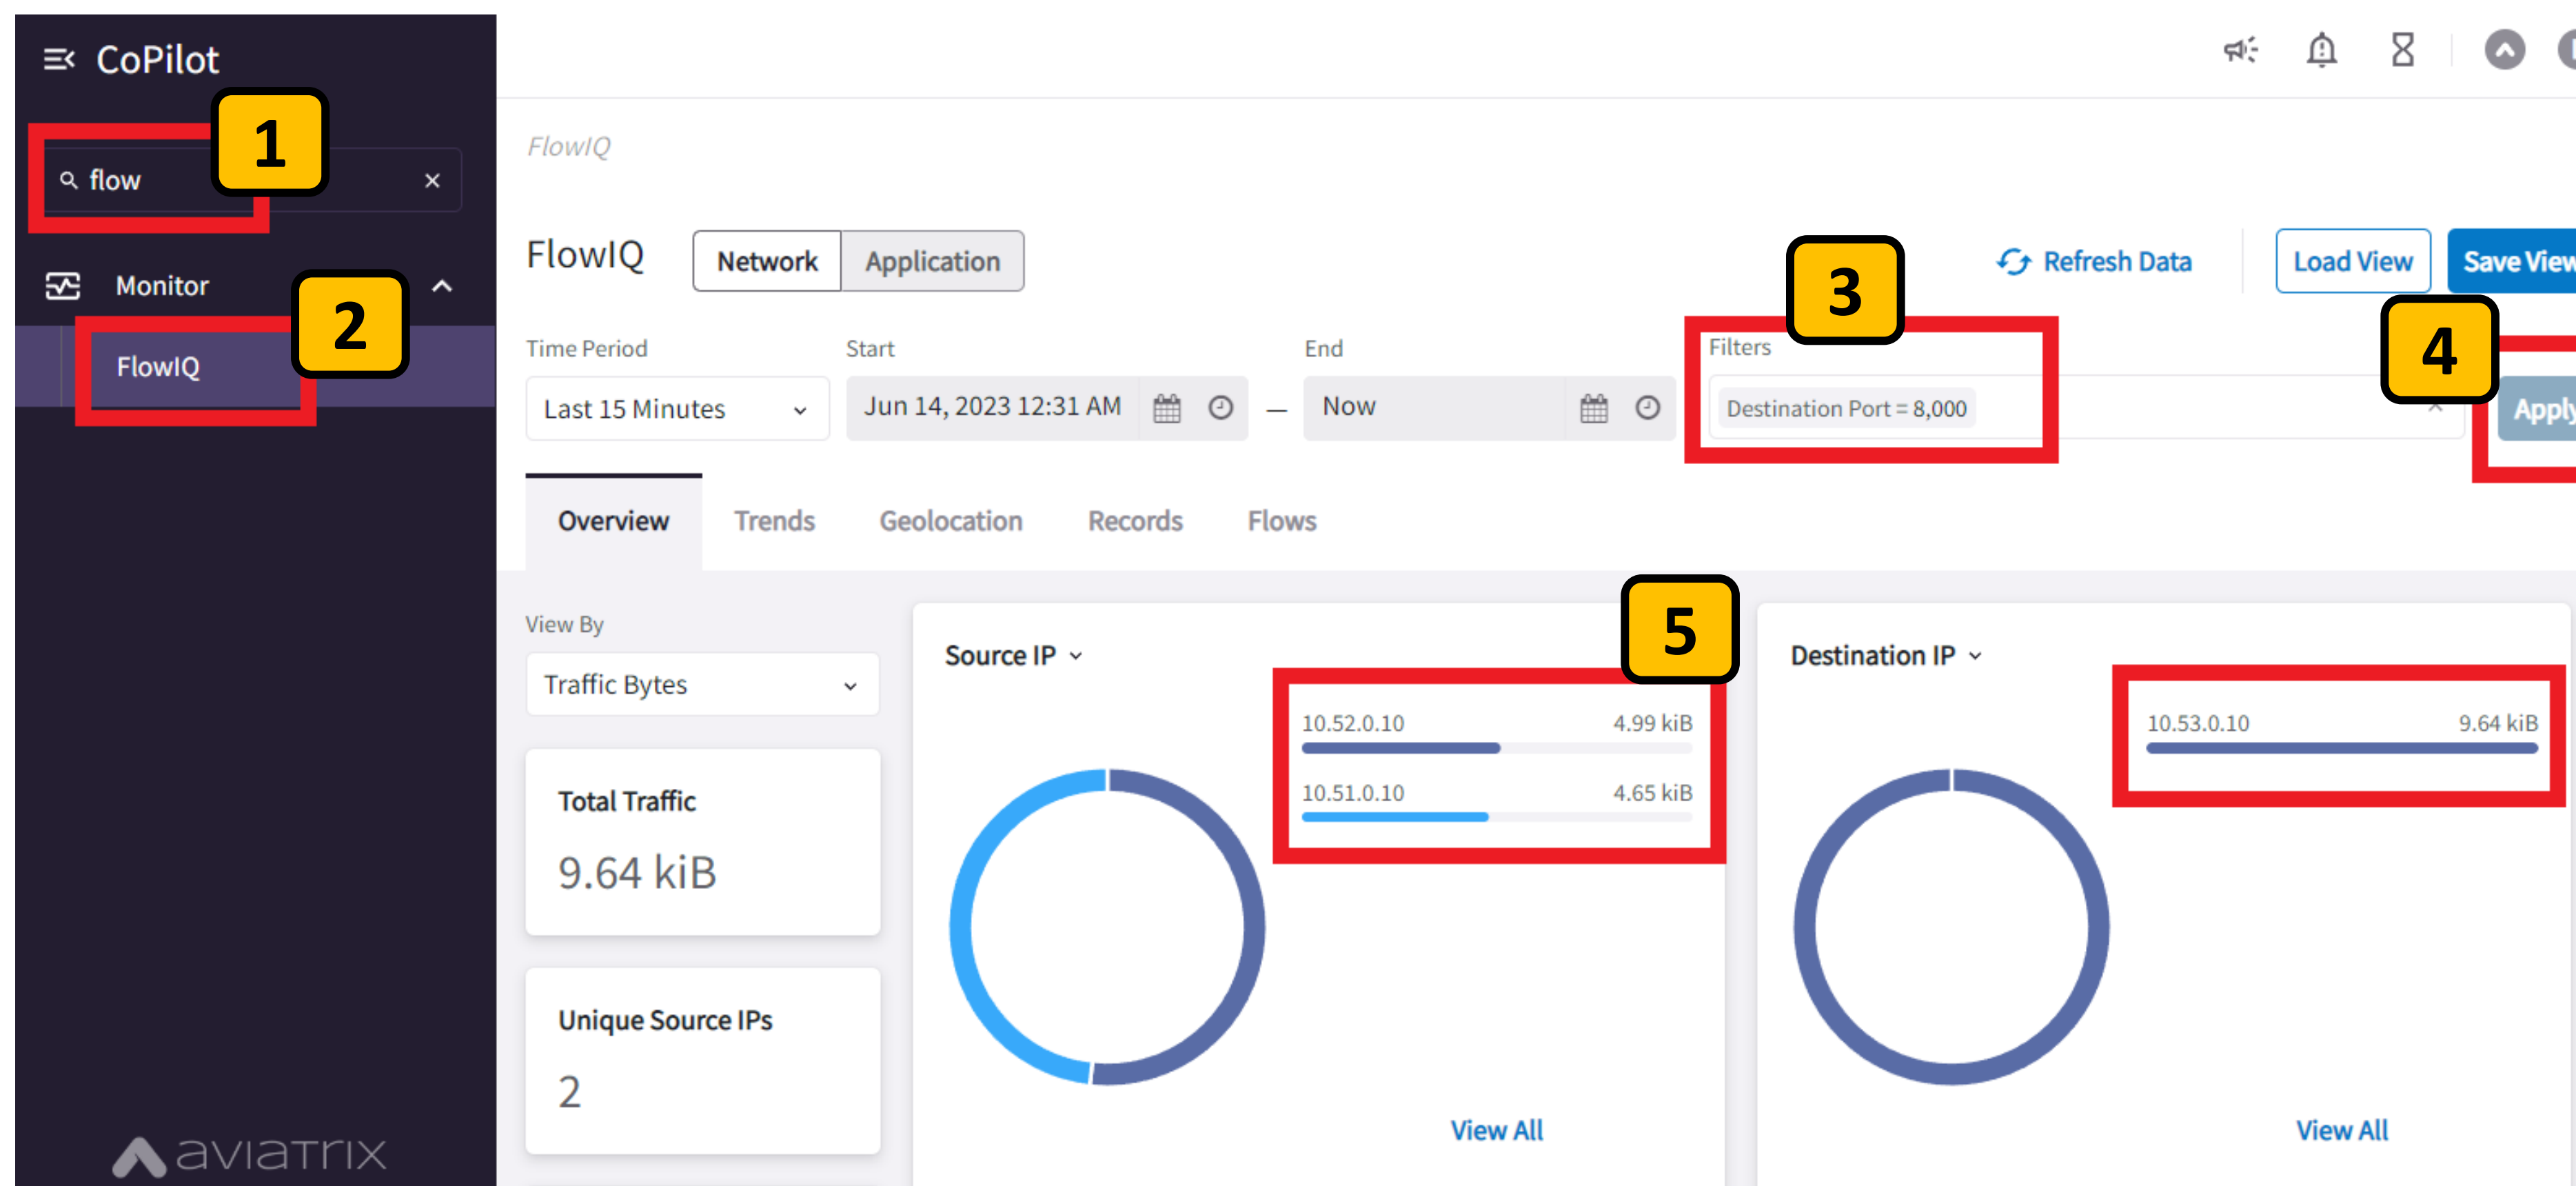 CoPilot
1
flow
Monitor
2
FlowIQ
aviatrix
FlowIQ
FlowIQ
Network
Application
3
Refresh Data
Load View
Save View
4
Time Period
Start
End
Filters
Last 15 Minutes
Jun 14, 2023 12:31 AM
—
Now
Destination Port = 8,000
Apply
Overview
Trends
Geolocation
Records
Flows
View By
Traffic Bytes
Total Traffic
9.64 kiB
Unique Source IPs
2
5
Source IP
10.52.0.10 4.99 kiB
10.51.0.10 4.65 kiB
View All
Destination IP
10.53.0.10 9.64 kiB
View All